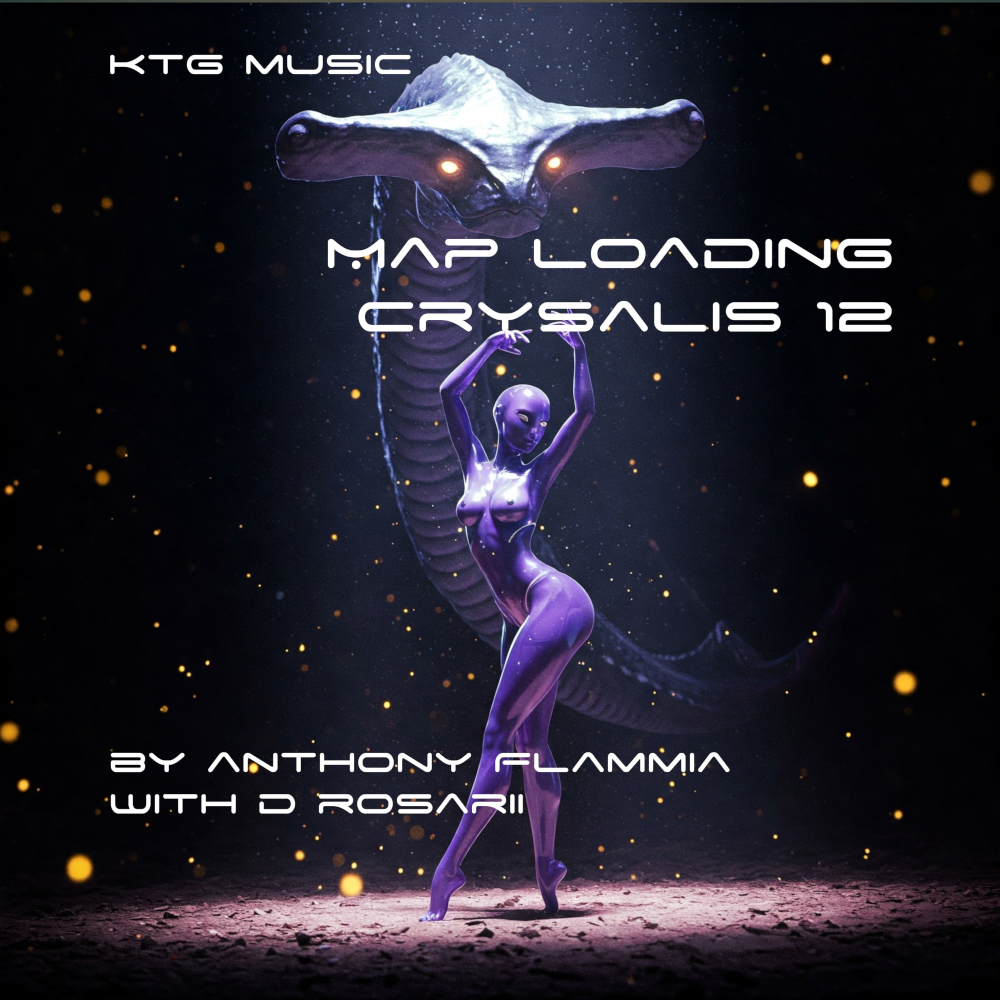 KTG MUSIC
MAP LOADING
CRYSALIS 12
BY ANTHONY FLAMMIA
WITH D ROSARII